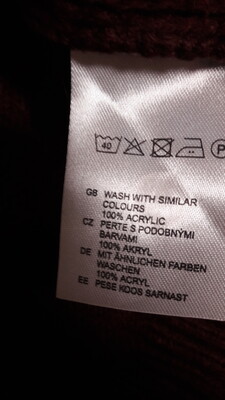 40 P
GB WASH WITH SIMILAR
COLOURS
100% ACRYLIC
CZ PERTE S PODOBNÝMI
BARVAMI
100% AKRYL
DE MIT ÄHNLICHEN FARBEN
WASCHEN
100% ACRYL
EE PESE KOOS SARNAST